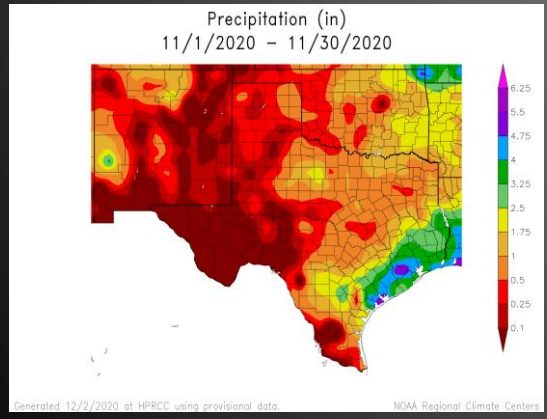 Precipitation (in)
11/1/2020 – 11/30/2020
6.25
5.5
4.75
4
3.25
2.5
1.75
1
0.5
0.25
0.1
Generated 12/2/2020 at HPRCC using provisional data.
NOAA Regional Climate Centers